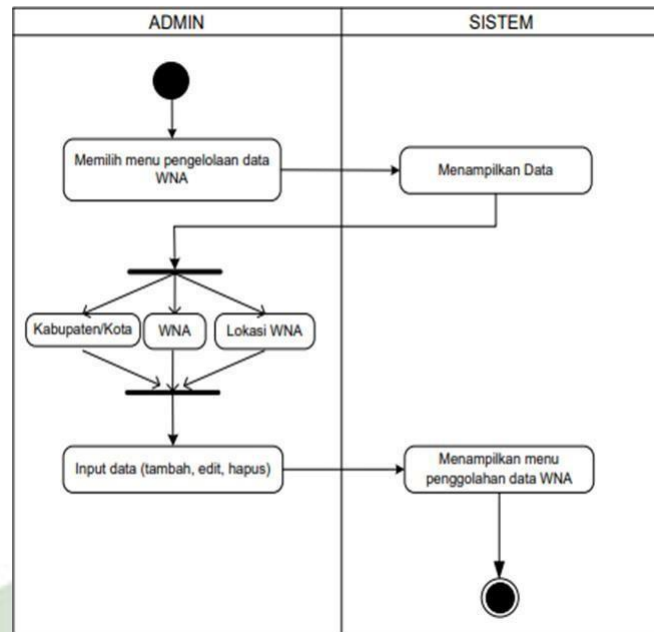 ADMIN
SISTEM
Memilih menu pengelolaan data
WNA
Menampilkan Data
Kabupaten/Kota
WNA
Lokasi WNA
Input data (tambah, edit, hapus)
Menampilkan menu
penggolahan data WNA